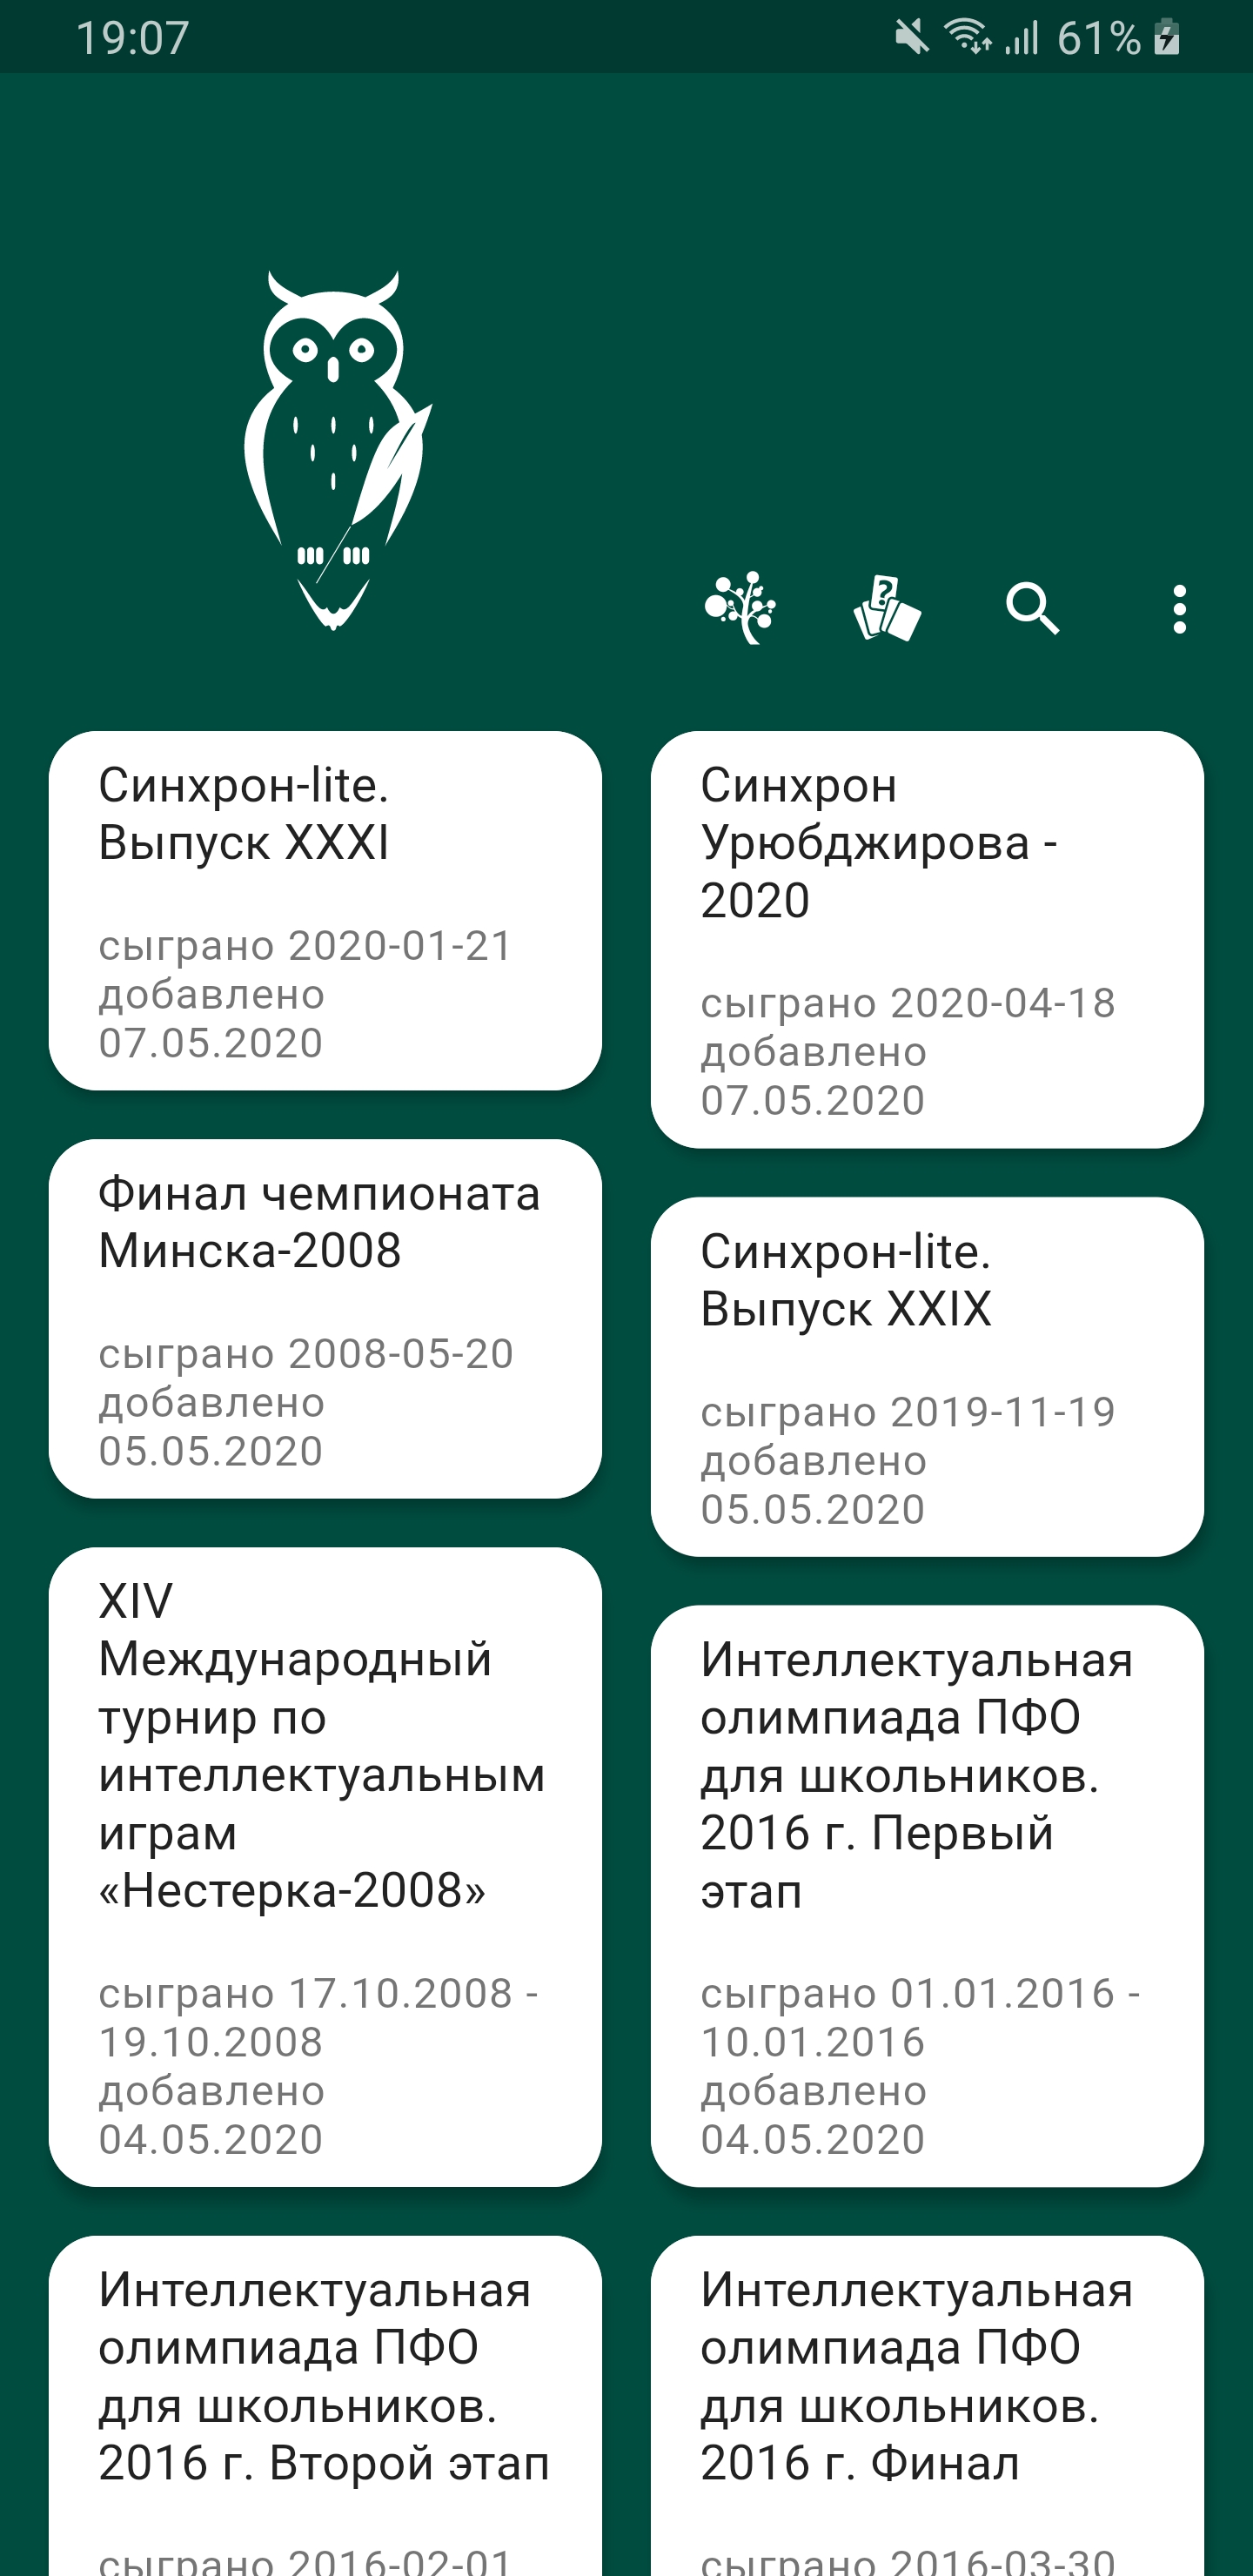 19:07
61%
Синхрон-lite.
Выпуск XXXI
сыграно 2020-01-21
добавлено
07.05.2020
Синхрон
Урюбджирова -
2020
сыграно 2020-04-18
добавлено
07.05.2020
Финал чемпионата
Минска-2008
сыграно 2008-05-20
добавлено
05.05.2020
Синхрон-lite.
Выпуск XXIX
сыграно 2019-11-19
добавлено
05.05.2020
XIV
Международный
турнир по
интеллектуальным
играм
«Нестерка-2008»
сыграно 17.10.2008 -
19.10.2008
добавлено
04.05.2020
Интеллектуальная
олимпиада ПФО
для школьников.
2016 г. Первый
этап
сыграно 01.01.2016 -
10.01.2016
добавлено
04.05.2020
Интеллектуальная
олимпиада ПФО
для школьников.
2016 г. Второй этап
сыграно 2016-02-01
Интеллектуальная
олимпиада ПФО
для школьников.
2016 г. Финал
сыграно 2016-03-30